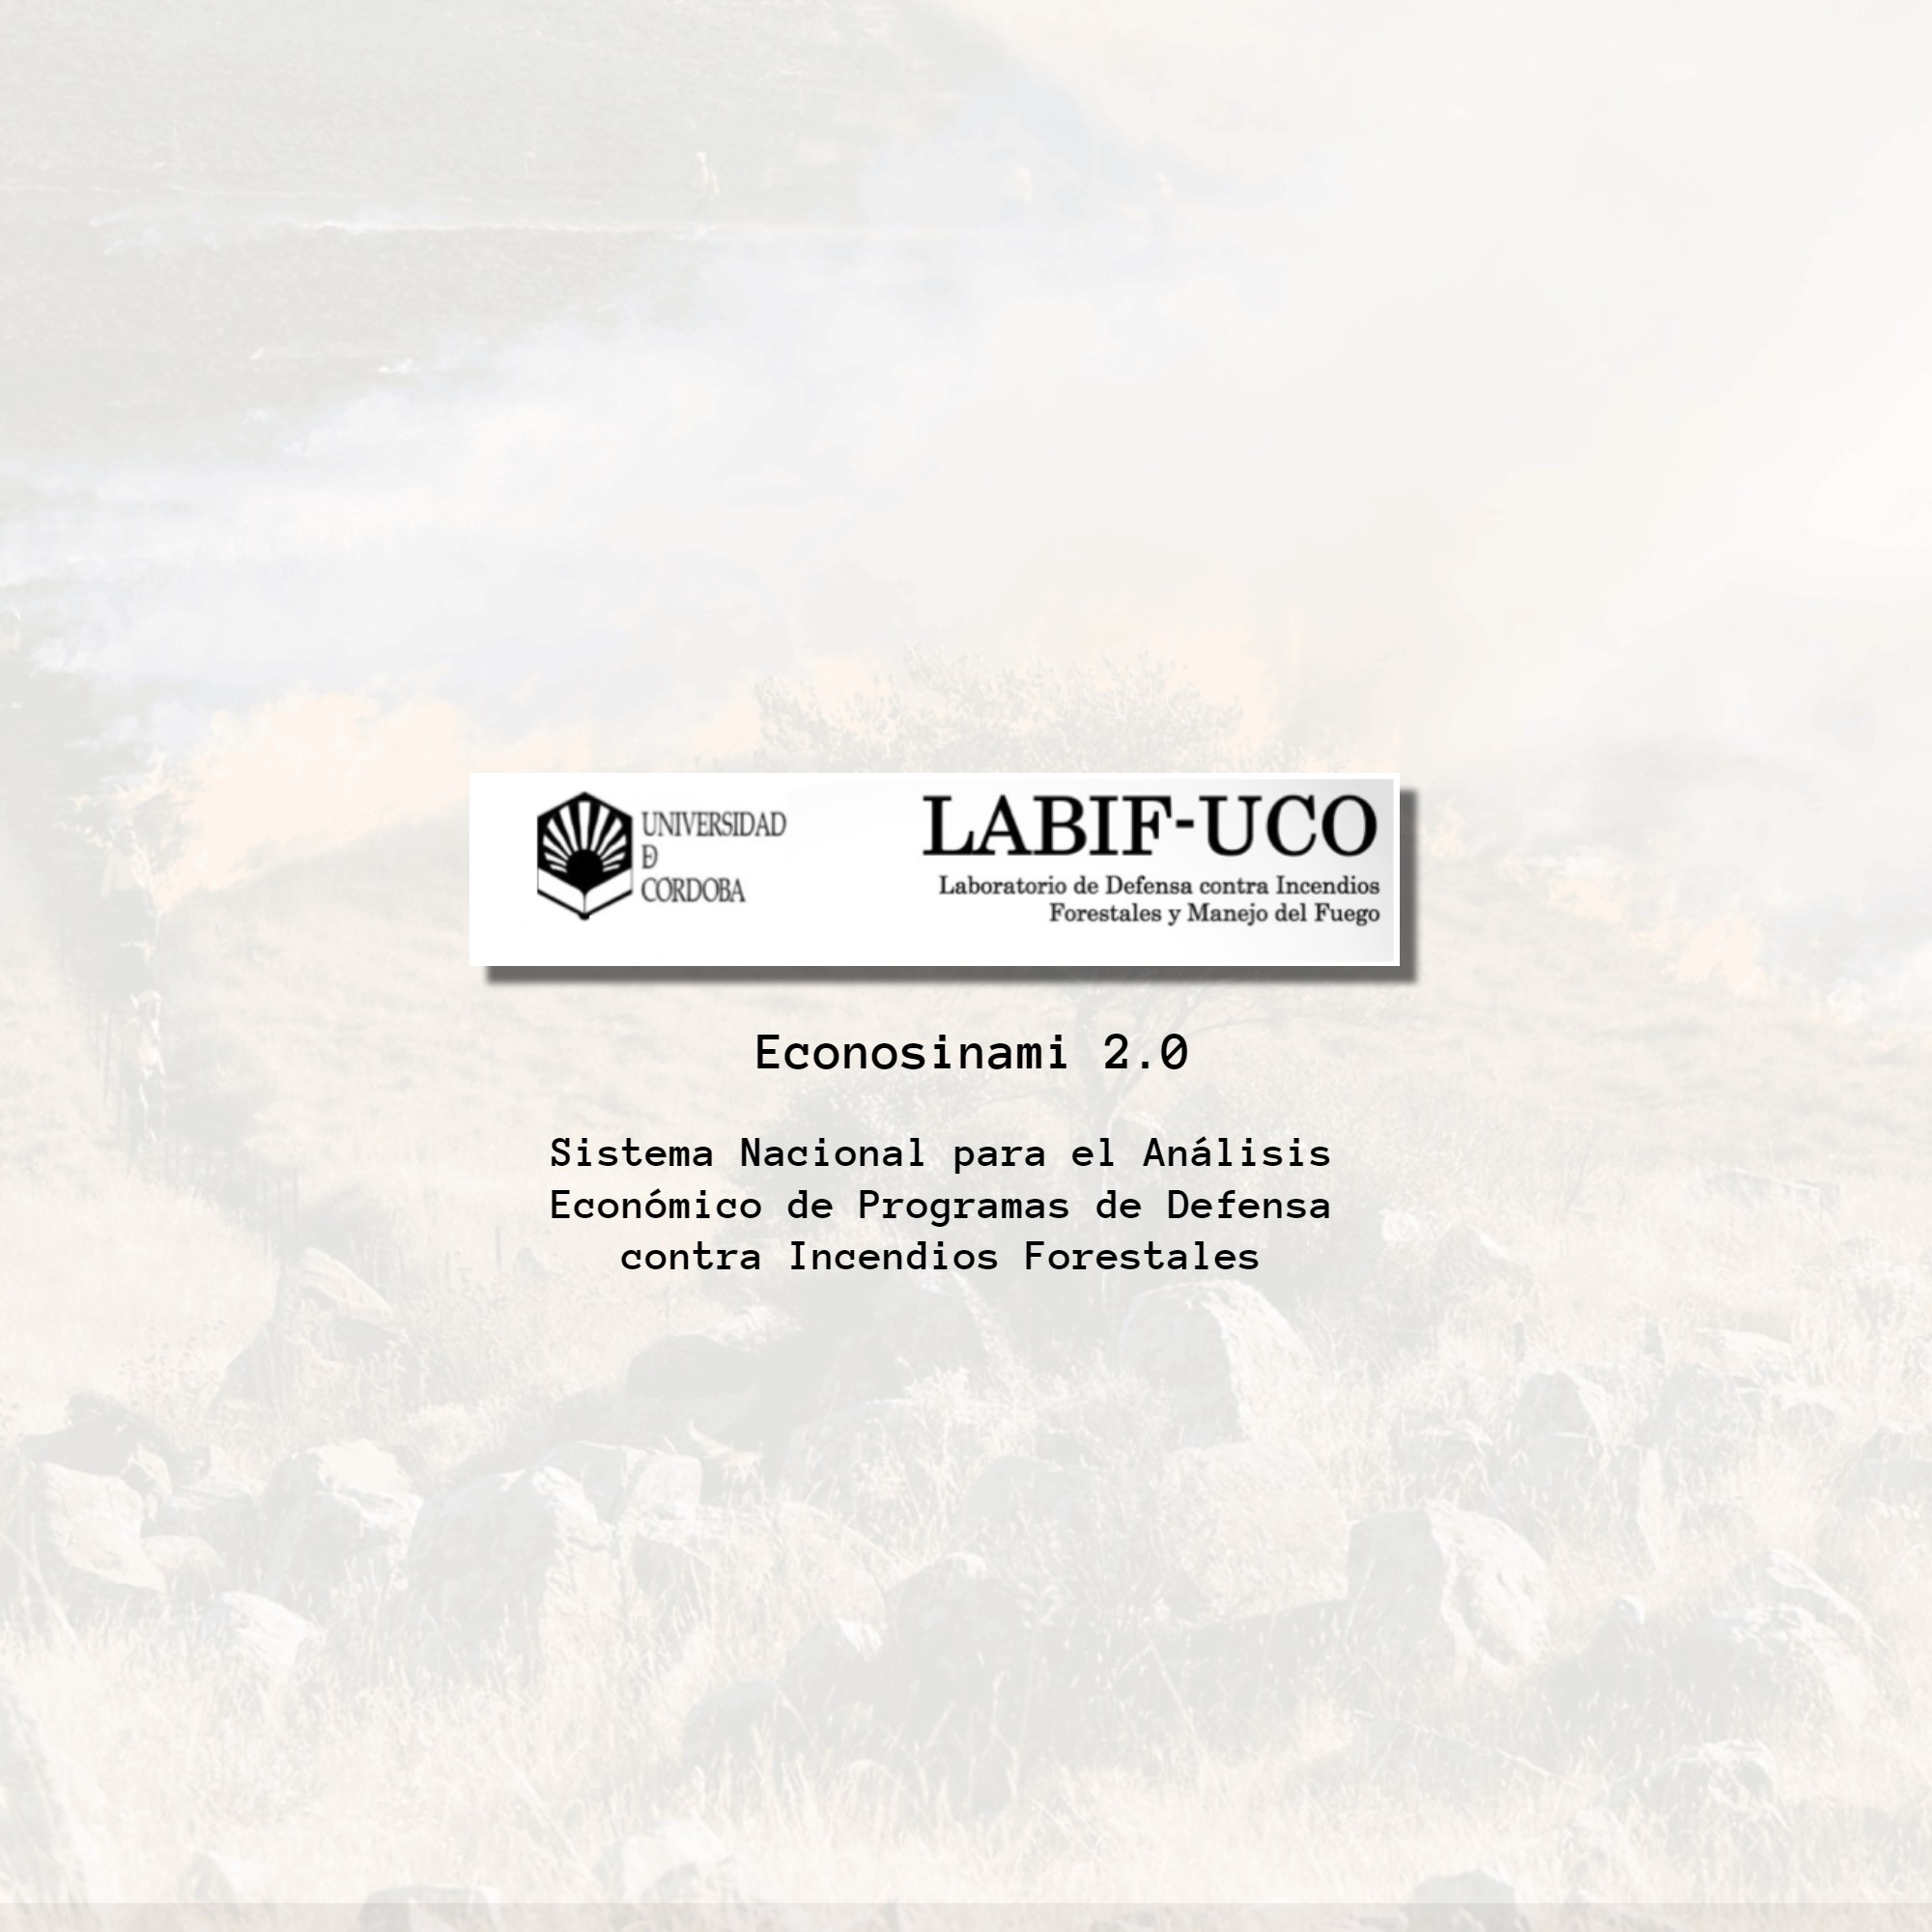 UNIVERSIDAD
D
CÓRDOBA
LABIF-UCO
Laboratorio de Defensa contra Incendios
Forestales y Manejo del Fuego
Econosinami 2.0
Sistema Nacional para el Análisis
Económico de Programas de Defensa
contra Incendios Forestales